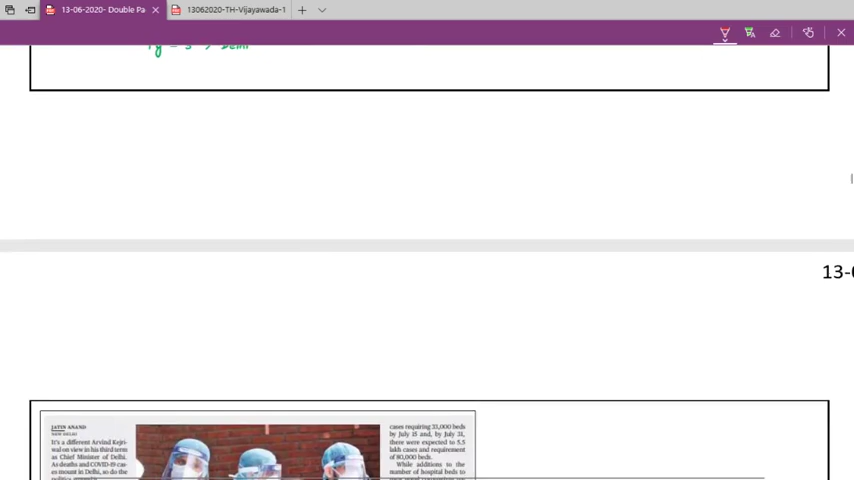 13-06-2020- Double Pa
13062020-TH-Vijayawada-1
13-0
JATIN ANAND
NEW DELHI
It's a different Arvind Kejri-
wal on view in his third term
as Chief Minister of Delhi.
As deaths and COVID-19 cas-
es mount in Delhi, so do the
cases requiring 33,000 beds
by July 15 and, by July 31,
there were expected to 5.5
lakh cases and requirement
of 80,000 beds.
While additions to the
number of hospital beds to